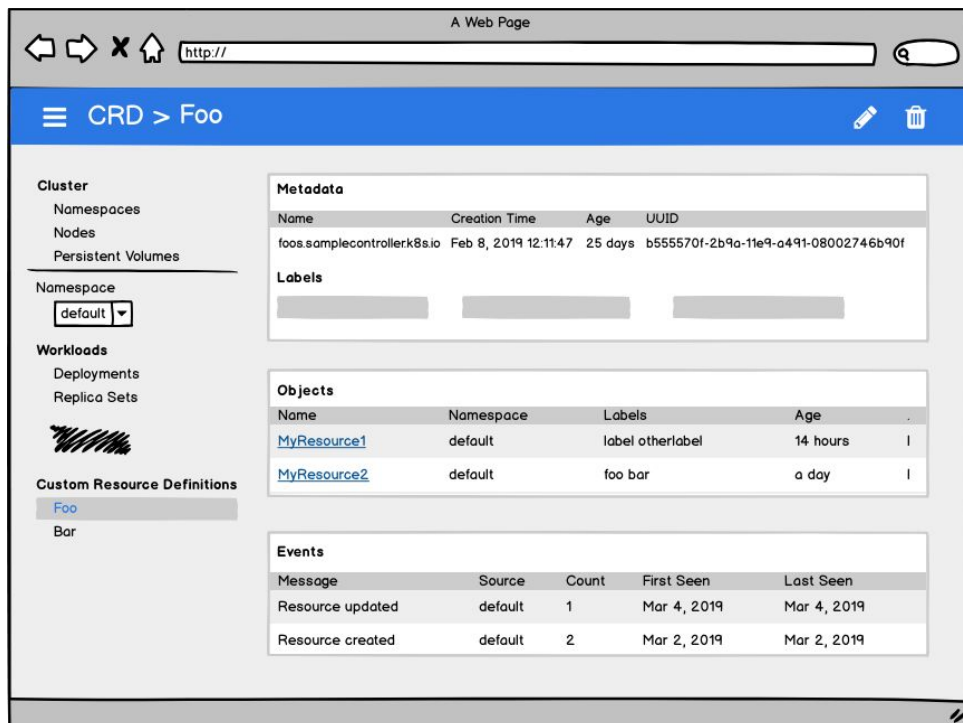 A Web Page
http://
CRD > Foo
Cluster
Namespaces
Nodes
Persistent Volumes
Namespace
default
Workloads
Deployments
Replica Sets
Custom Resource Definitions
Foo
Bar
Metadata
Name Creation Time Age UUID
foos.samplecontroller.k8s.io Feb 8, 2019 12:11:47 25 days b555570f-2b9a-11e9-a491-08002746b90f
Labels
Objects
Name Namespace Labels Age .
MyResource1 default label otherlabel 14 hours |
MyResource2 default foo bar a day |
Events
Message Source Count First Seen Last Seen
Resource updated default 1 Mar 4, 2019 Mar 4, 2019
Resource created default 2 Mar 2, 2019 Mar 2, 2019